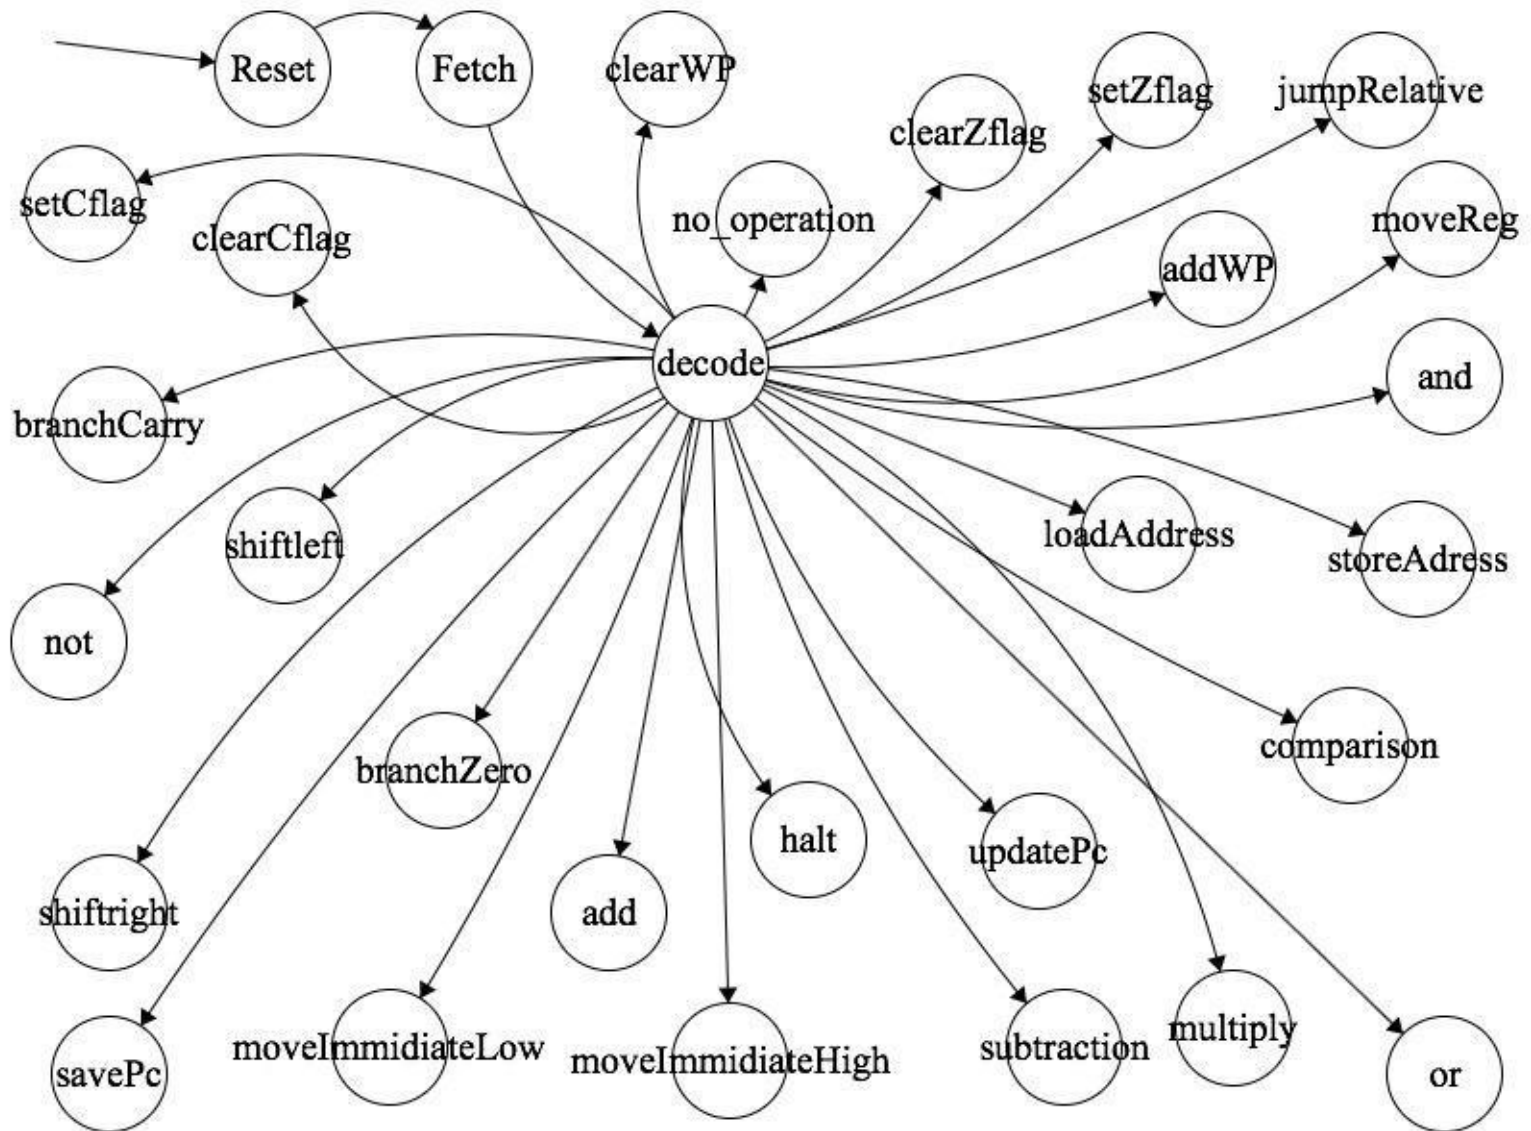 Reset
Fetch
clearWP
clearZflag
setZflag
jumpRelative
setCflag
clearCflag
no_operation
addWP
moveReg
decode
and
branchCarry
shiftleft
loadAddress
storeAdress
not
branchZero
comparison
halt
updatePc
shiftright
add
savePc
moveImmidiateLow
moveImmidiateHigh
subtraction
multiply
or